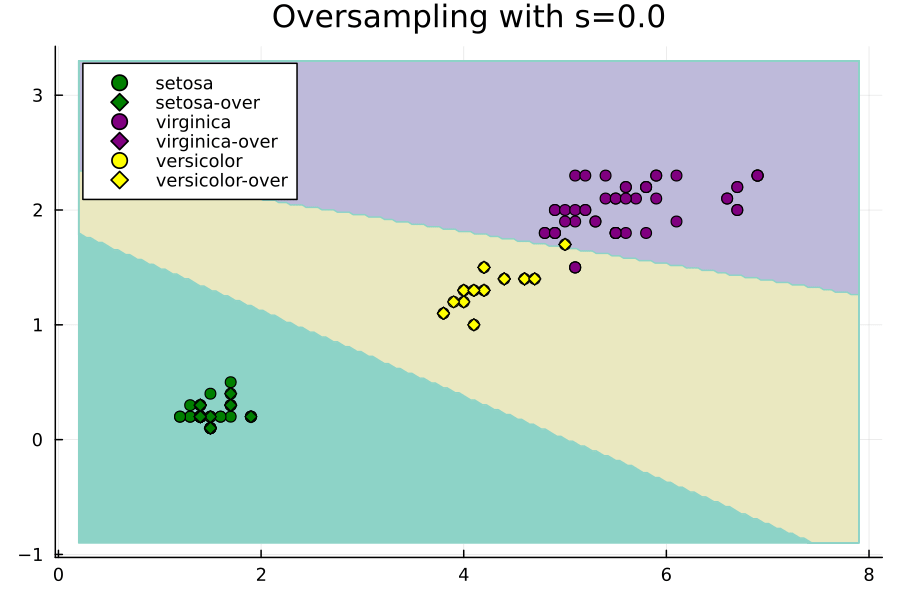 Oversampling with s=0.0
setosa
setosa-over
virginica
virginica-over
versicolor
versicolor-over
3
2
1
0
−1
0 2 4 6 8